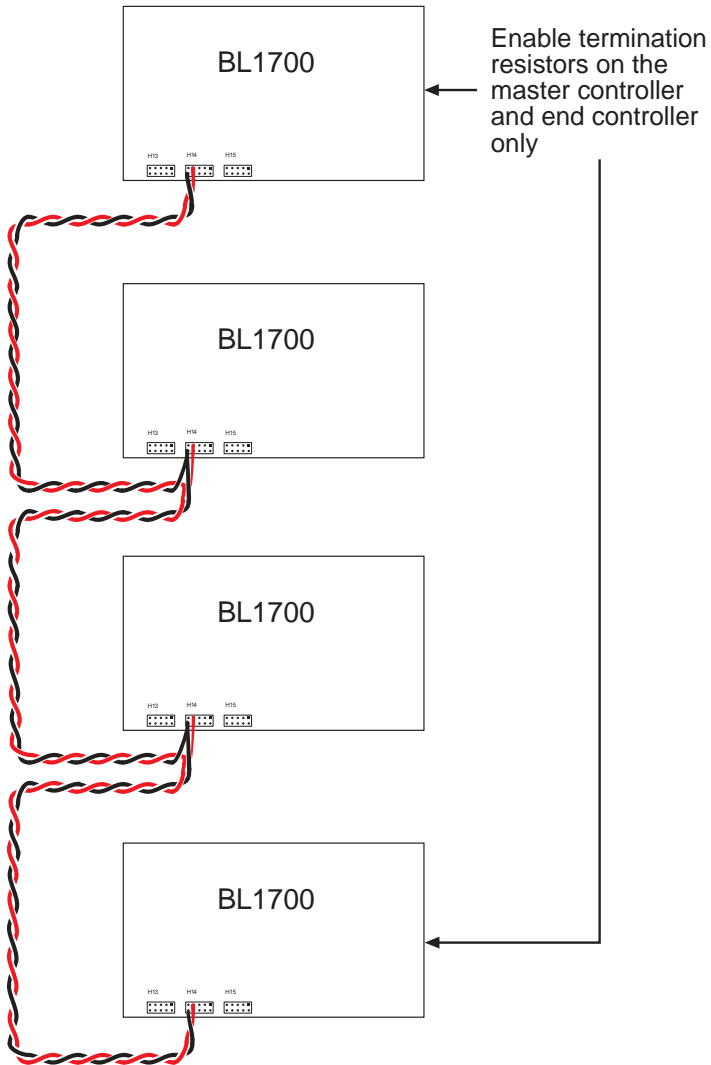 BL1700
Enable termination
resistors on the
master controller
and end controller
only
H13 H14 H15
BL1700
H13 H14 H15
BL1700
H13 H14 H15
BL1700
H13 H14 H15